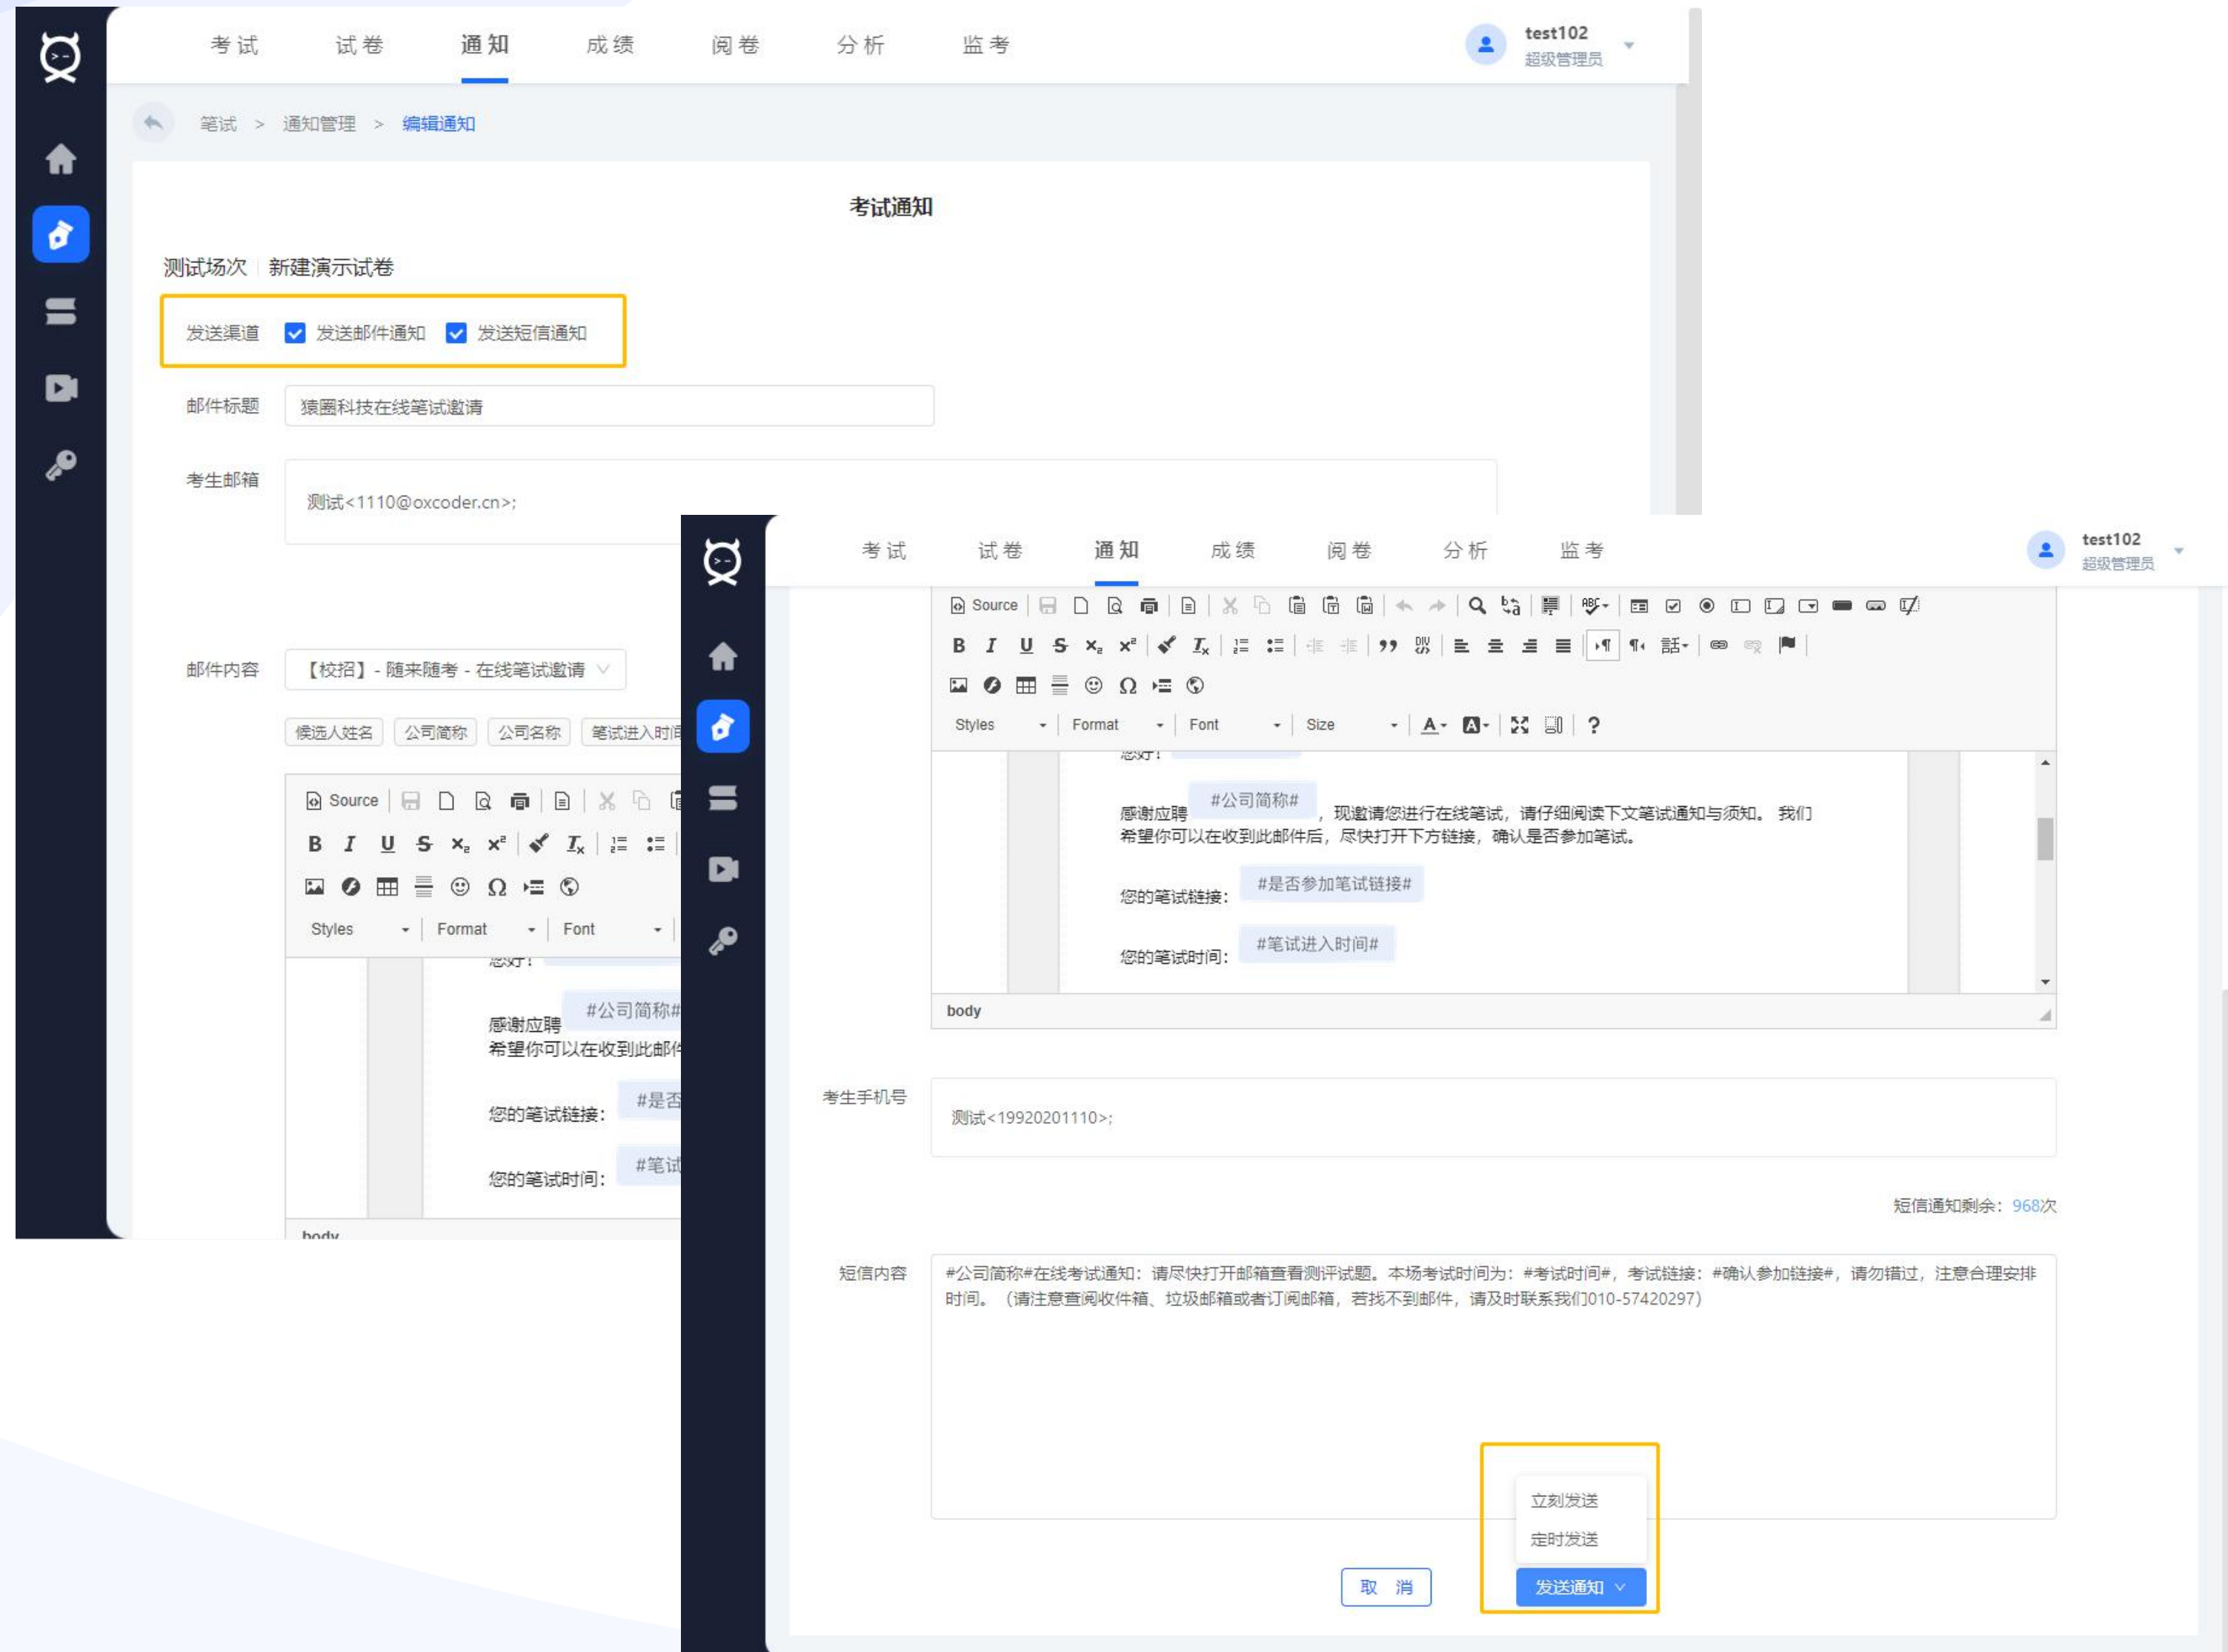 考试 试卷 通知 成绩 阅卷 分析 监考
test102
超级管理员
笔试 > 通知管理 > 编辑通知
考试通知
测试场次 新建演示试卷
发送渠道 发送邮件通知 发送短信通知
邮件标题 猿圈科技在线笔试邀请
考生邮箱
测试<1110@oxcoder.cn>;
邮件内容 【校招】- 随来随考 - 在线笔试邀请
候选人姓名 公司简称 公司名称 笔试进入时间
Source
Styles Format Font
您好！
感谢应聘 #公司简称#
希望你可以在收到此邮件
您的笔试链接： #是否
您的笔试时间： #笔试
body
考试 试卷 通知 成绩 阅卷 分析 监考
test102
超级管理员
Source
Styles Format Font Size
您好！
感谢应聘 #公司简称# ，现邀请您进行在线笔试，请仔细阅读下文笔试通知与须知。 我们
希望你可以在收到此邮件后，尽快打开下方链接，确认是否参加笔试。
您的笔试链接： #是否参加笔试链接#
您的笔试时间： #笔试进入时间#
body
考生手机号
测试<19920201110>;
短信通知剩余：968次
短信内容
#公司简称#在线考试通知：请尽快打开邮箱查看测评试题。本场考试时间为：#考试时间#，考试链接：#确认参加链接#，请勿错过，注意合理安排
时间。（请注意查阅收件箱、垃圾邮箱或者订阅邮箱，若找不到邮件，请及时联系我们010-57420297）
立刻发送
定时发送
取 消 发送通知